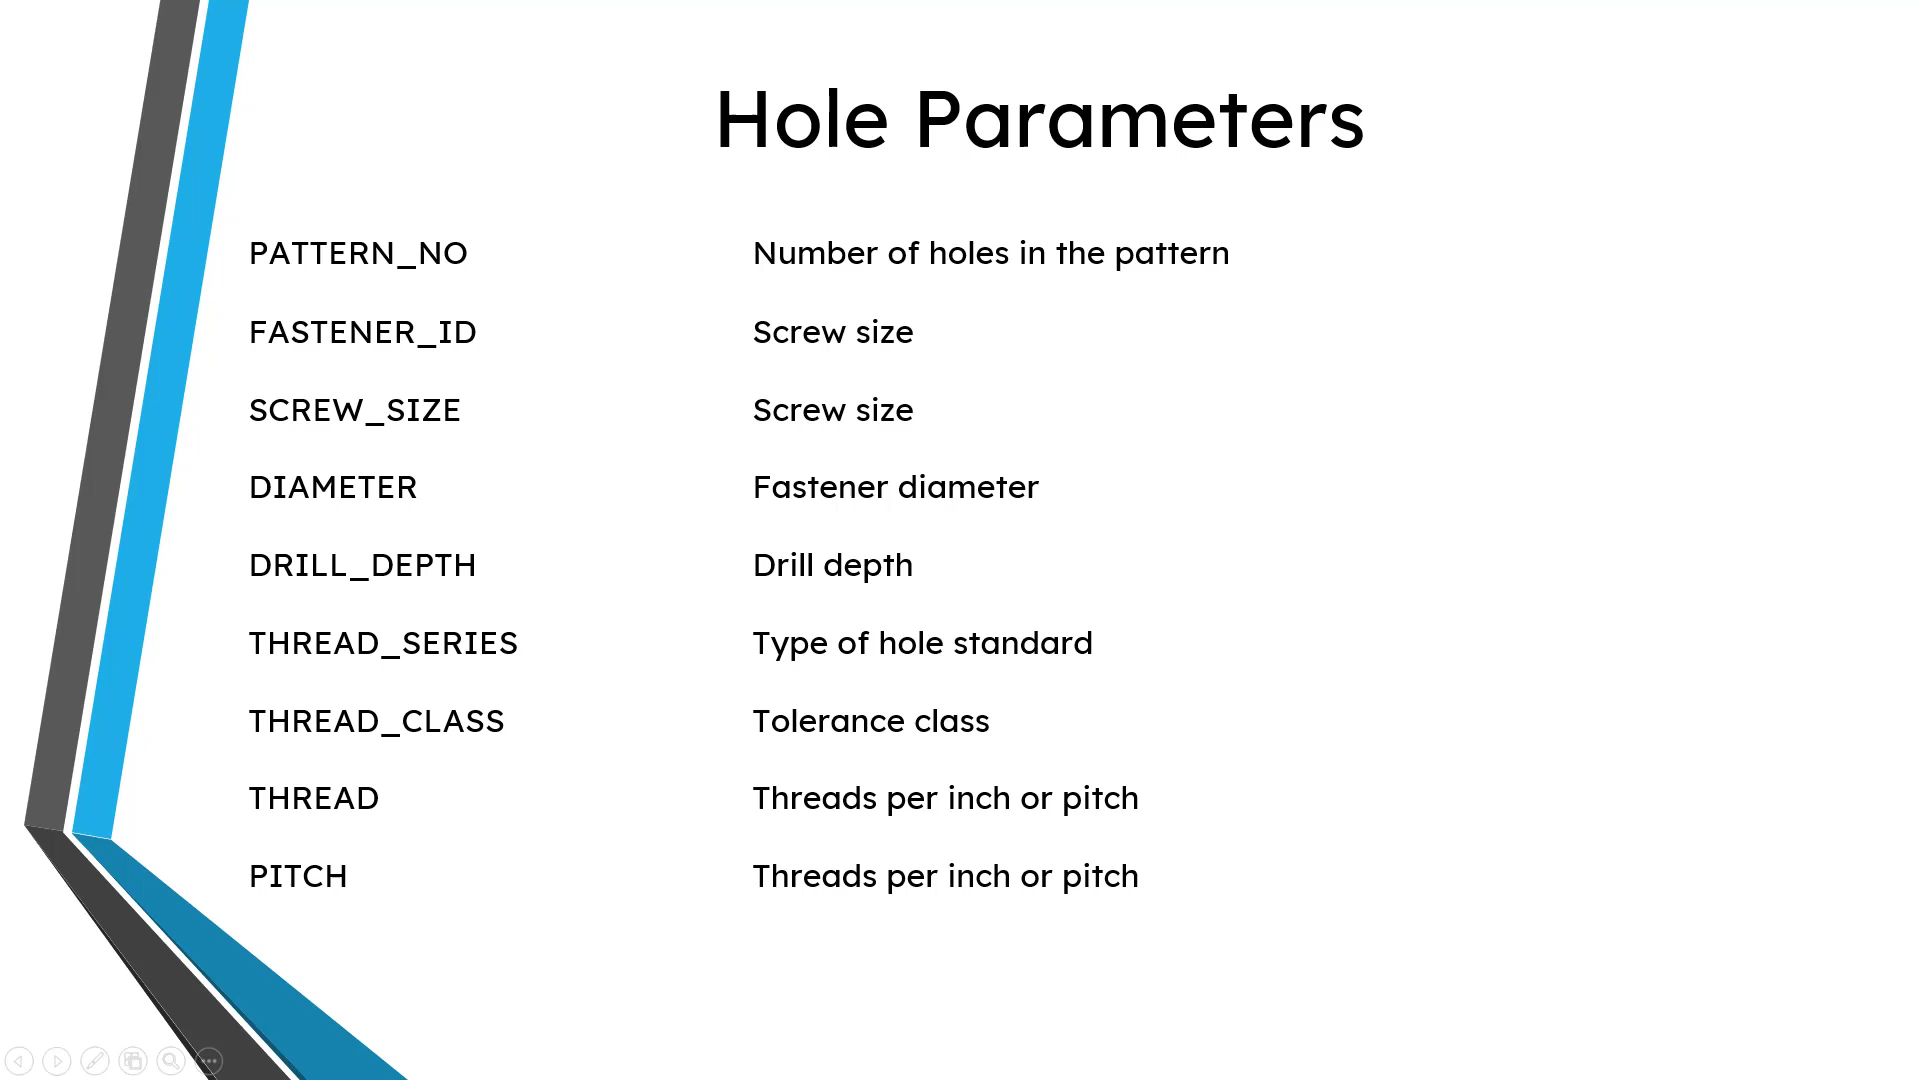 Hole Parameters
PATTERN_NO Number of holes in the pattern
FASTENER_ID Screw size
SCREW_SIZE Screw size
DIAMETER Fastener diameter
DRILL_DEPTH Drill depth
THREAD_SERIES Type of hole standard
THREAD_CLASS Tolerance class
THREAD Threads per inch or pitch
PITCH Threads per inch or pitch